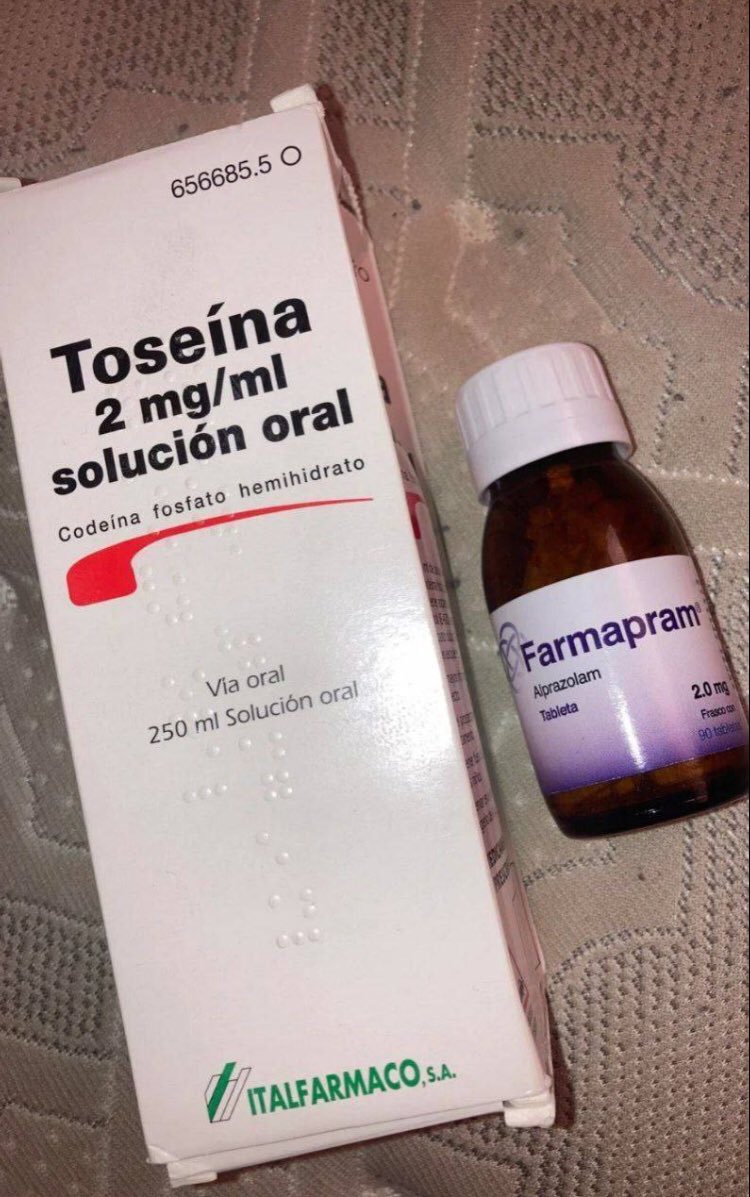 656685.5 O
Toseína
2 mg/ml
solución oral
Codeína fosfato hemihidrato
Vía oral
250 ml Solución oral
ITALFARMACO, S.A.
Farmapram®
Alprazolam
Tableta
2.0 mg
Frasco con
90 tabletas